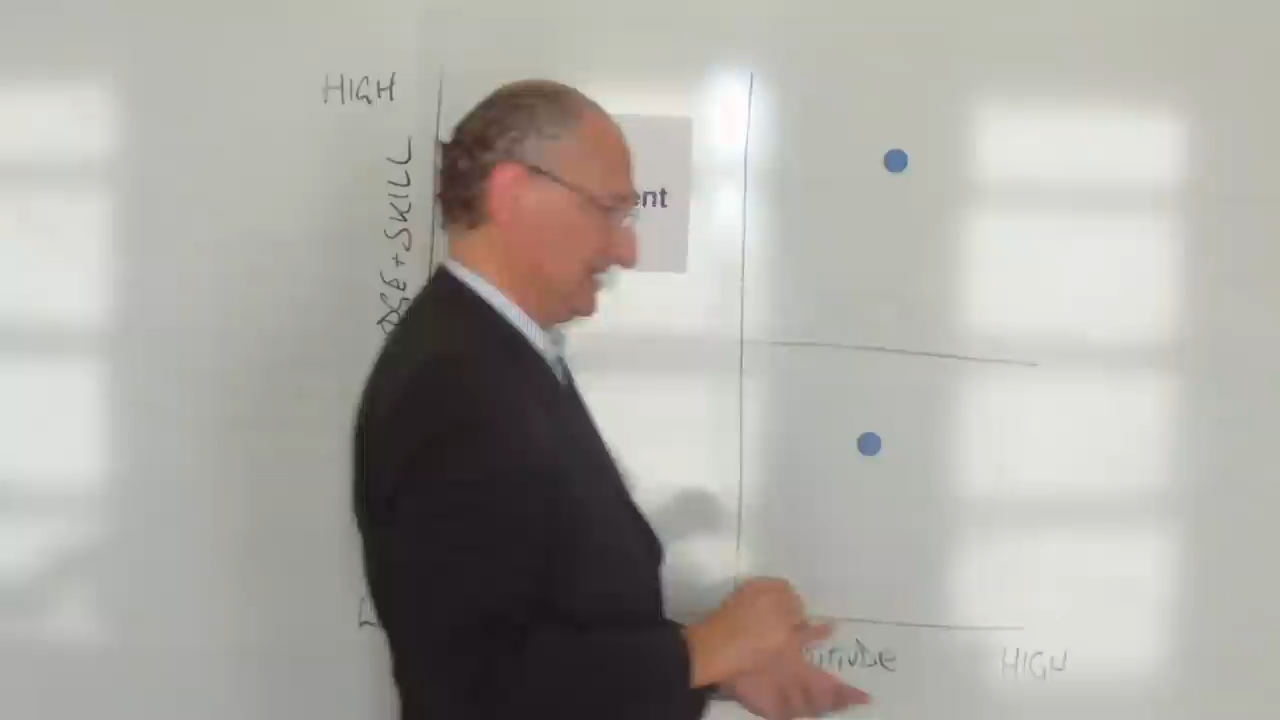 HIGH
DGE + SKILL
ent
L
TITUDE
HIGH